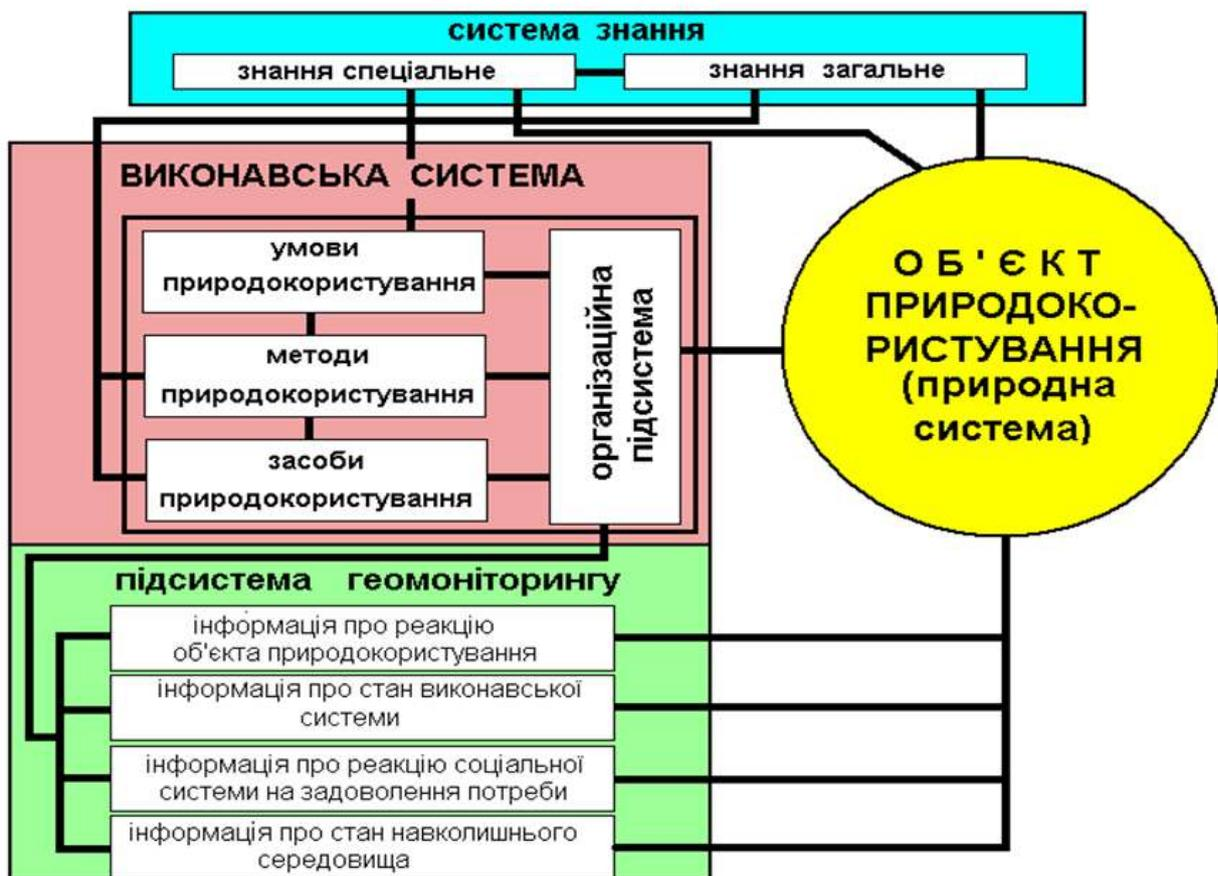 система знання
знання спеціальне
знання загальне
ВИКОНАВСЬКА СИСТЕМА
умови
природокористування
методи
природокористування
засоби
природокористування
організаційна
підсистема
О Б ' Є К Т
ПРИРОДОКО-
РИСТУВАННЯ
(природна
система)
підсистема геомоніторингу
інформація про реакцію
об'єкта природокористування
інформація про стан виконавської
системи
інформація про реакцію соціальної
системи на задоволення потреби
інформація про стан навколишнього
середовища